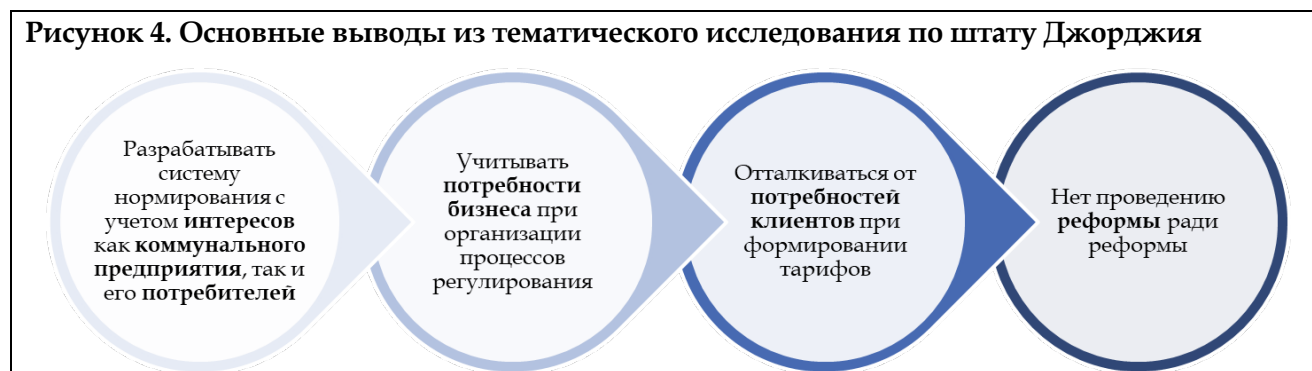 Рисунок 4. Основные выводы из тематического исследования по штату Джорджия
Разрабатывать
систему
нормирования с
учетом интересов
как коммунального
предприятия, так и
его потребителей
Учитывать
потребности
бизнеса при
организации
процессов
регулирования
Отталкиваться от
потребностей
клиентов при
формировании
тарифов
Нет проведению
реформы ради
реформы